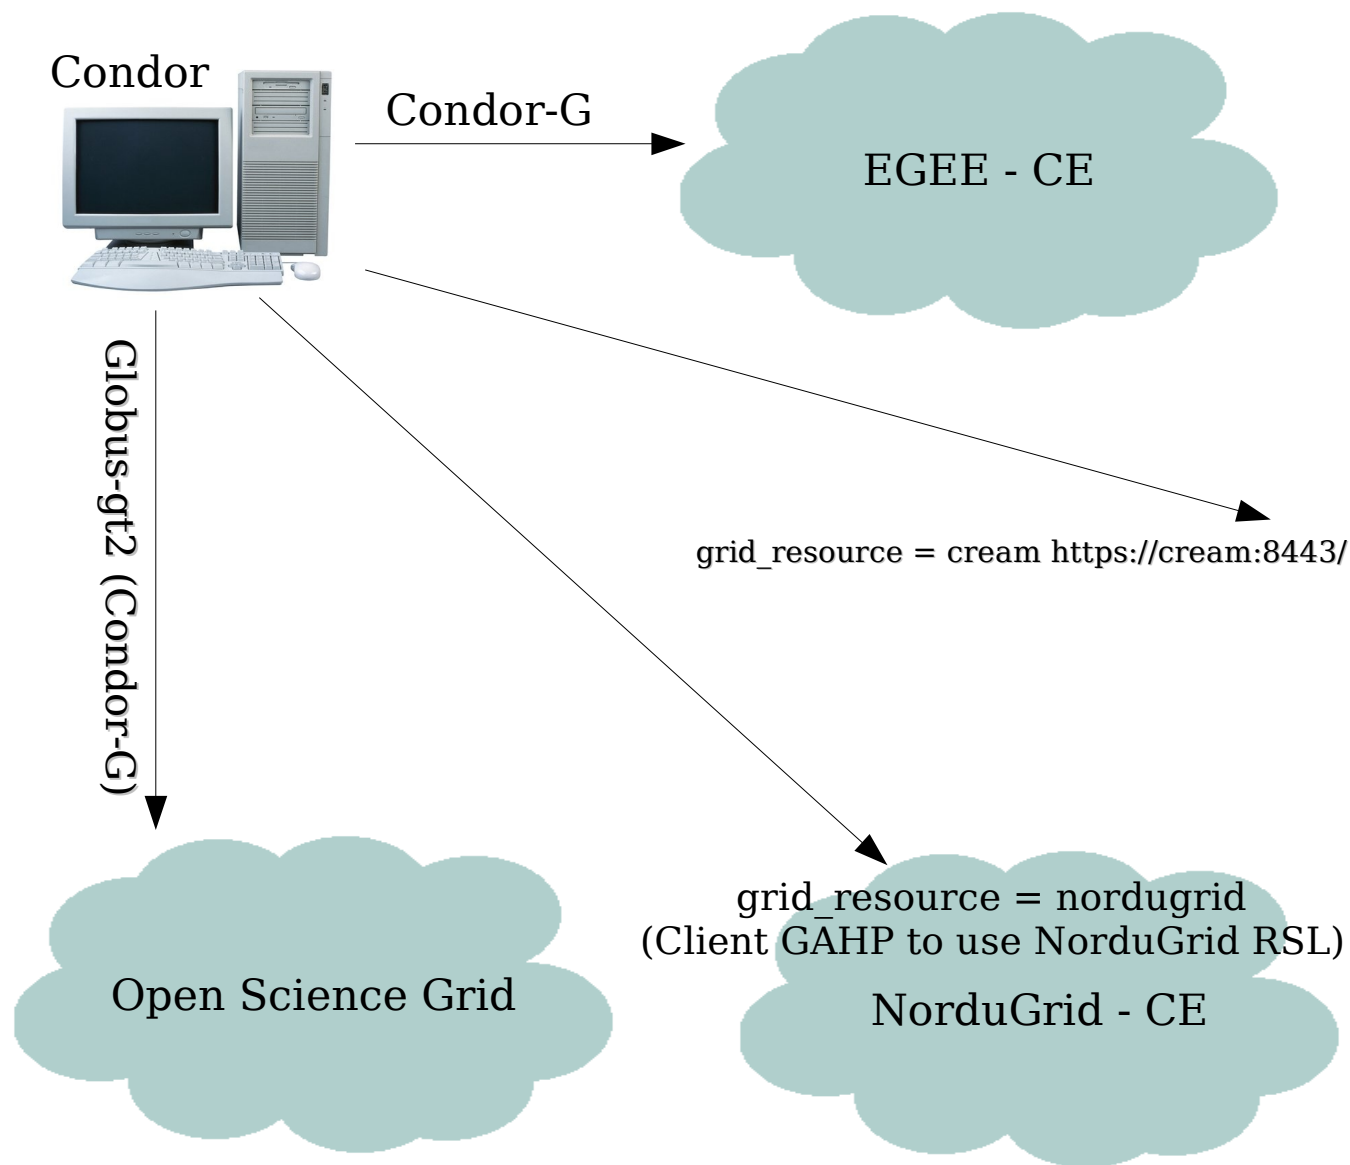 Condor
Condor-G
EGEE - CE
Globus-gt2 (Condor-G)
grid_resource = cream https://cream:8443/
grid_resource = nordugrid
(Client GAHP to use NorduGrid RSL)
Open Science Grid
NorduGrid - CE